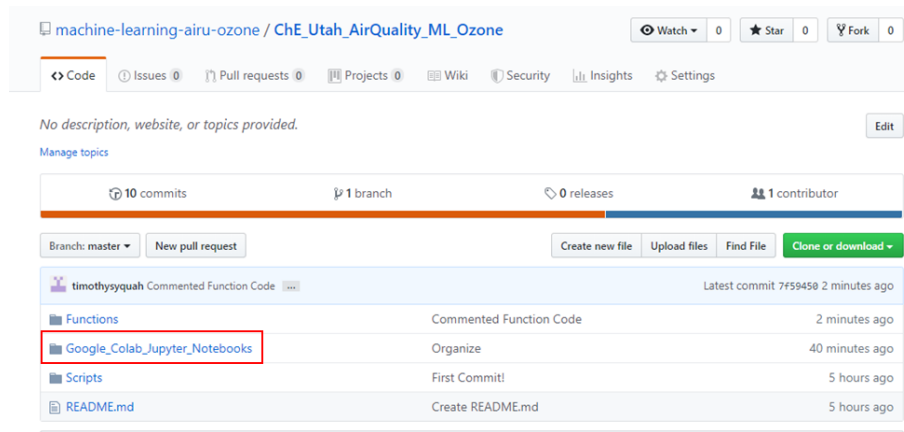 machine-learning-airu-ozone / ChE_Utah_AirQuality_ML_Ozone Watch 0 Star 0 Fork 0
Code Issues 0 Pull requests 0 Projects 0 Wiki Security Insights Settings
No description, website, or topics provided. Edit
Manage topics
10 commits 1 branch 0 releases 1 contributor
Branch: master New pull request Create new file Upload files Find File Clone or download
timothysyquah Commented Function Code ... Latest commit 7f59450 2 minutes ago
Functions Commented Function Code 2 minutes ago
Google_Colab_Jupyter_Notebooks Organize 40 minutes ago
Scripts First Commit! 5 hours ago
README.md Create README.md 5 hours ago